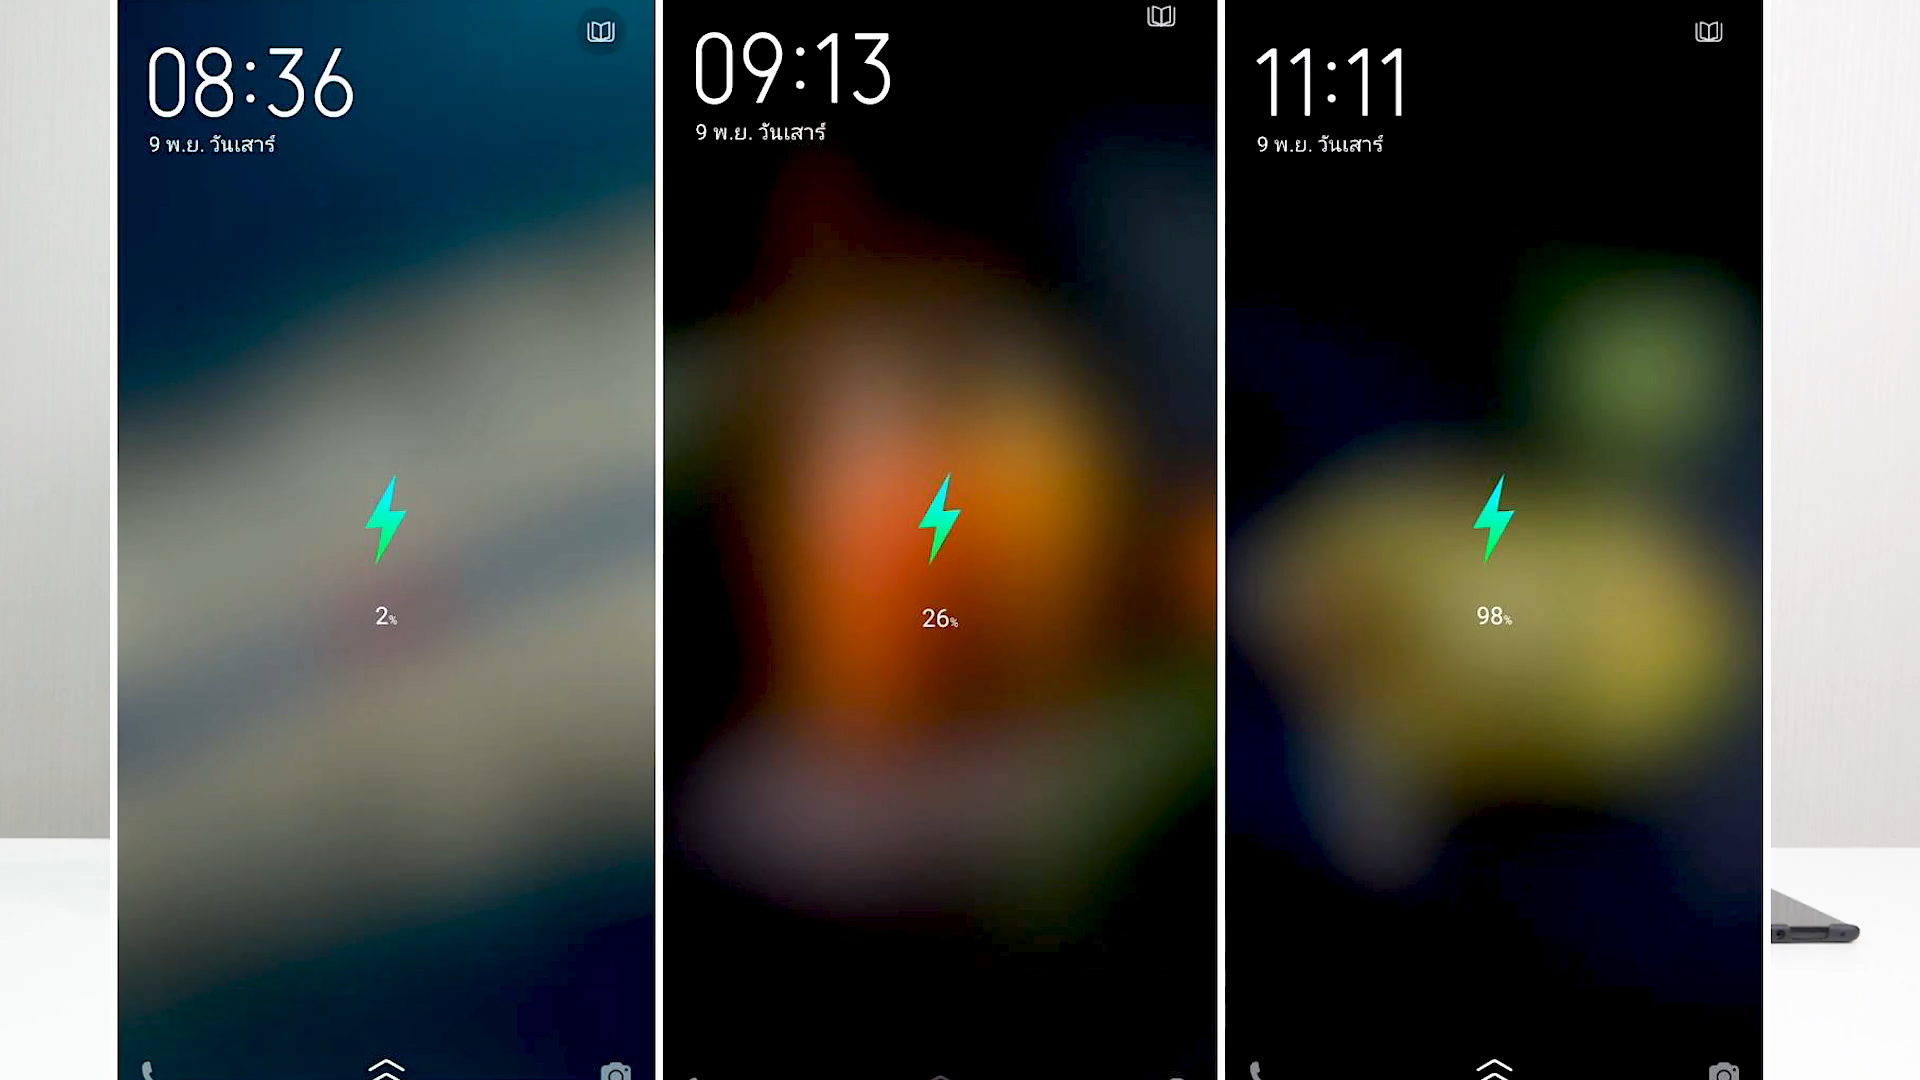 08:36
9 พ.ย. วันเสาร์
2%
09:13
9 พ.ย. วันเสาร์
26%
11:11
9 พ.ย. วันเสาร์
98%